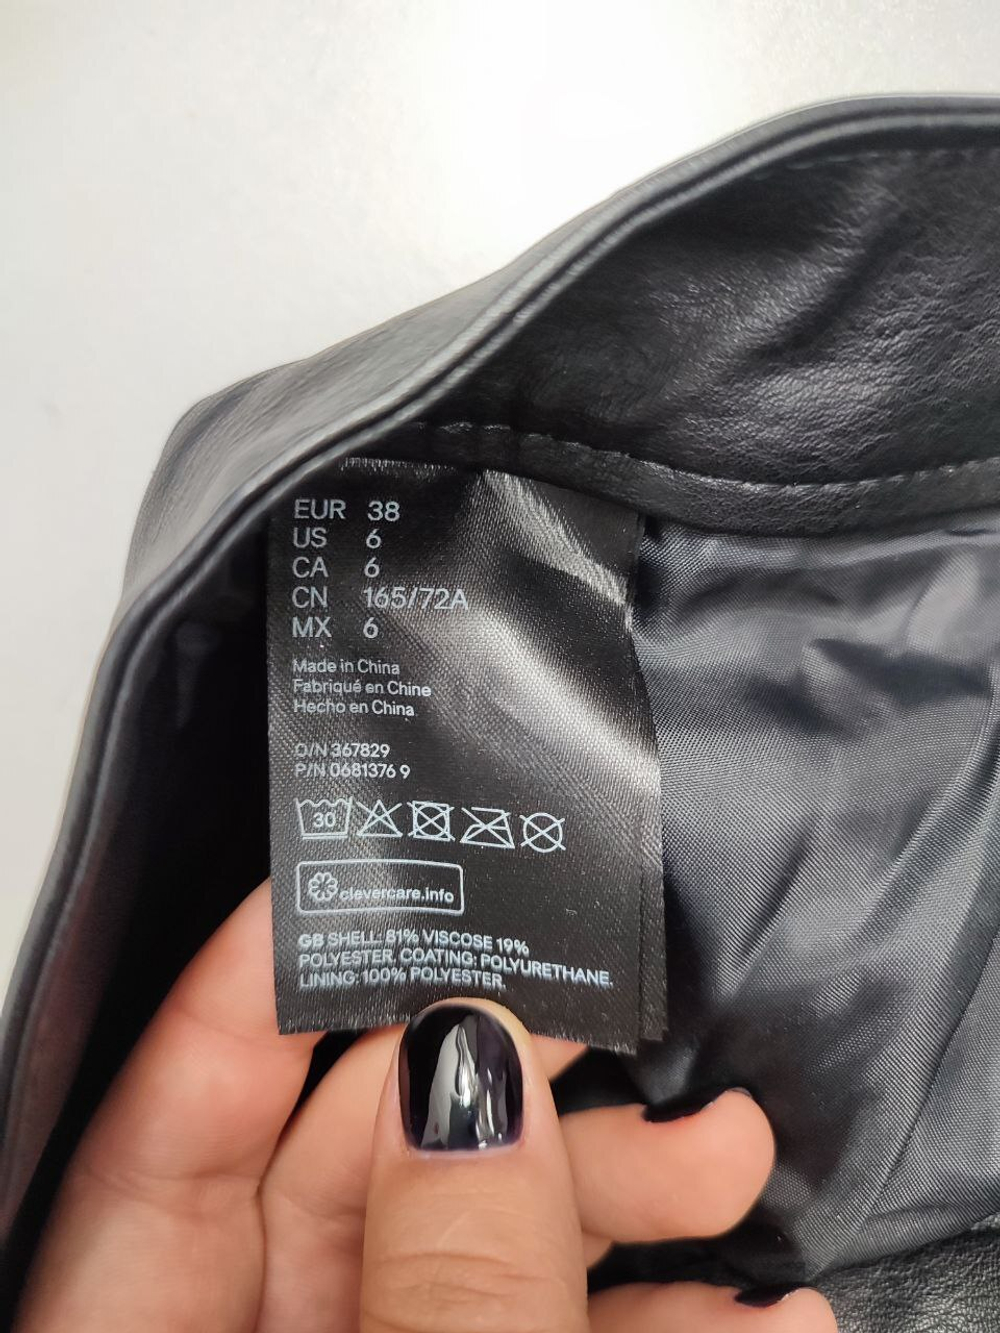 EUR 38
US 6
CA 6
CN 165/72A
MX 6
Made in China
Fabriqué en Chine
Hecho en China
O/N 367829
P/N 0681376 9
30
clevercare.info
GB SHELL: 81% VISCOSE 19%
POLYESTER. COATING: POLYURETHANE.
LINING: 100% POLYESTER.